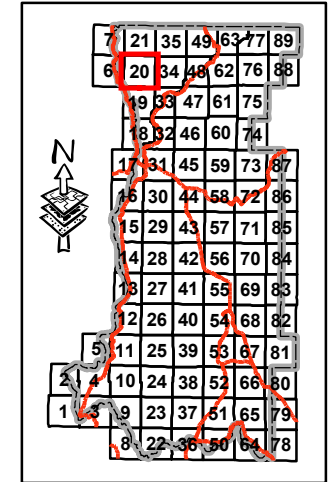 7 21 35 49 63 77 89
6 20 34 48 62 76 88
19 33 47 61 75
18 32 46 60 74
N
17 31 45 59 73 87
16 30 44 58 72 86
15 29 43 57 71 85
14 28 42 56 70 84
13 27 41 55 69 83
12 26 40 54 68 82
5 11 25 39 53 67 81
2 4 10 24 38 52 66 80
1 3 9 23 37 51 65 79
8 22 36 50 64 78